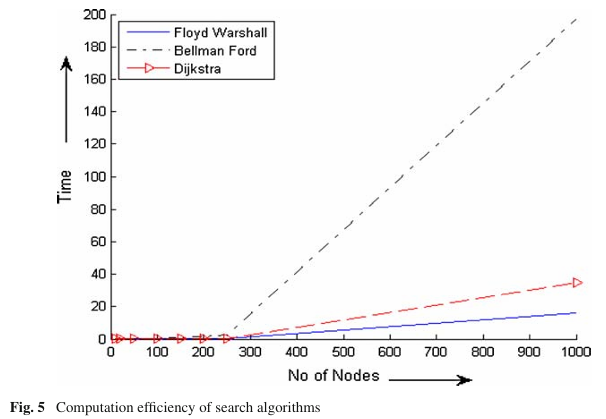 200
180
160
140
120
100
80
60
40
20
0
Time
Floyd Warshall
Bellman Ford
Dijkstra
0 100 200 300 400 500 600 700 800 900 1000
No of Nodes
Fig. 5 Computation efficiency of search algorithms